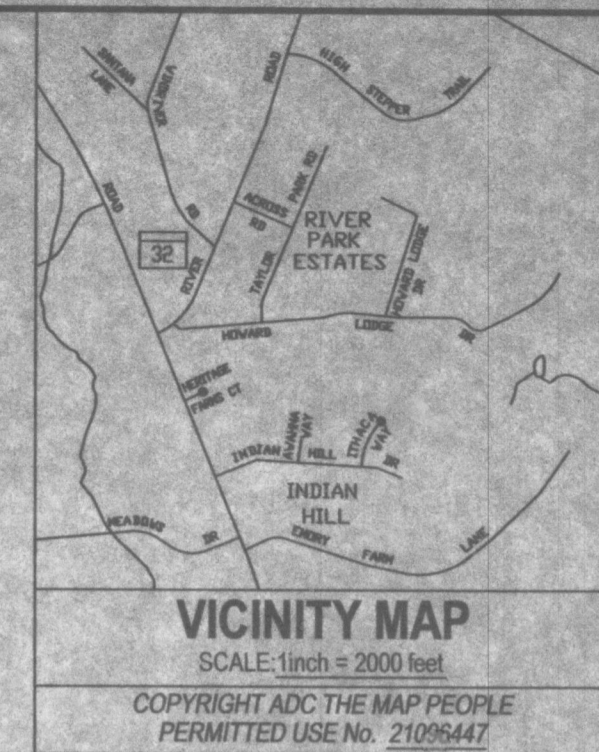 SANTANA
LANE
ROAD
HIGH
STEPPER
TRAIL
ROAD
RD
32
RIVER
ACROSS
RD
PARK RD
TAYLOR
RIVER
PARK
ESTATES
HOWARD LODGE
DR
HOWARD
LODGE
DR
HERITAGE
FARMS CT
INDIAN
AVANNA
WAY
HILL
ITHACA
WAY
DR
INDIAN
HILL
MEADOWS
DR
EMORY
FARM
LANE
VICINITY MAP
SCALE:1inch = 2000 feet
COPYRIGHT ADC THE MAP PEOPLE
PERMITTED USE No. 21096447